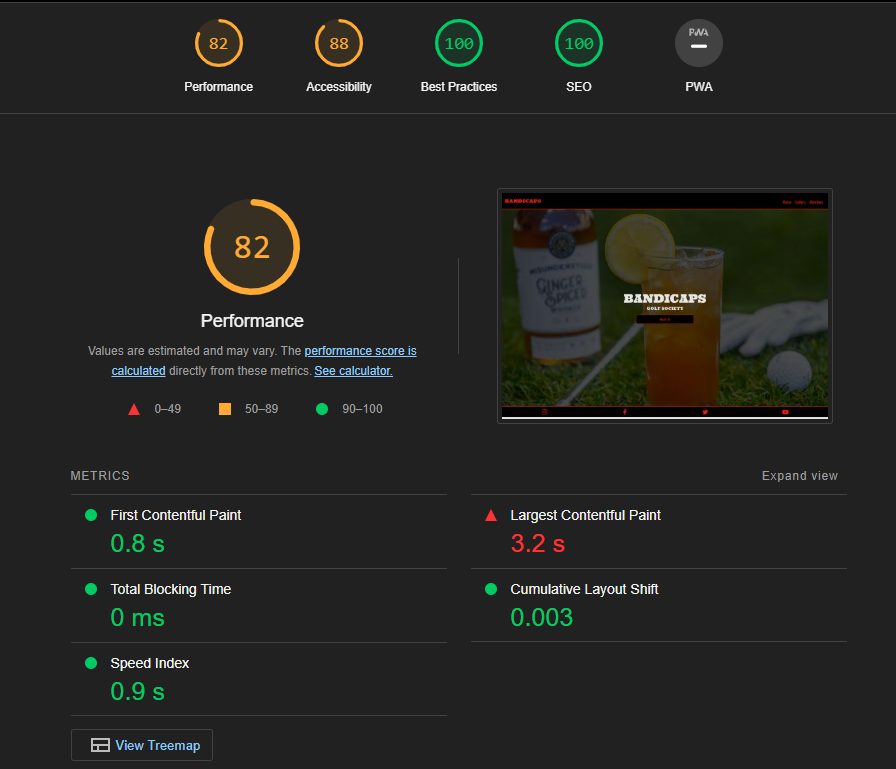 82
88
100
100
PWA
Performance
Accessibility
Best Practices
SEO
PWA
82
Performance
Values are estimated and may vary. The performance score is
calculated directly from these metrics. See calculator.
0–49
50–89
90–100
BANDICAPS
MISUNDERSTOOD
GINGER
SPICED
WHISKEY
BANDICAPS
GOLF SOCIETY
METRICS
Expand view
First Contentful Paint
0.8 s
Largest Contentful Paint
3.2 s
Total Blocking Time
0 ms
Cumulative Layout Shift
0.003
Speed Index
0.9 s
View Treemap